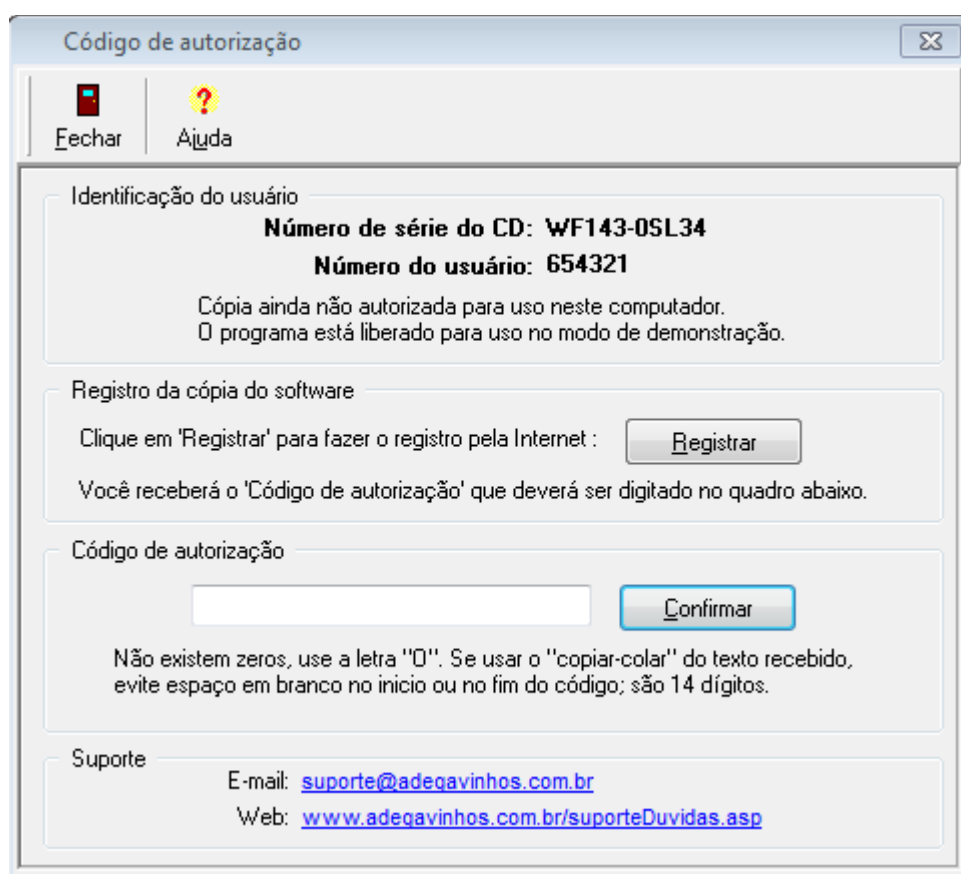 Código de autorização
Fechar
Ajuda
Identificação do usuário
Número de série do CD: WF143-0SL34
Número do usuário: 654321
Cópia ainda não autorizada para uso neste computador.
O programa está liberado para uso no modo de demonstração.
Registro da cópia do software
Clique em 'Registrar' para fazer o registro pela Internet : Registrar
Você receberá o 'Código de autorização' que deverá ser digitado no quadro abaixo.
Código de autorização
Confirmar
Não existem zeros, use a letra "O". Se usar o "copiar-colar" do texto recebido,
evite espaço em branco no inicio ou no fim do código; são 14 dígitos.
Suporte
E-mail: suporte@adegavinhos.com.br
Web: www.adegavinhos.com.br/suporteDuvidas.asp